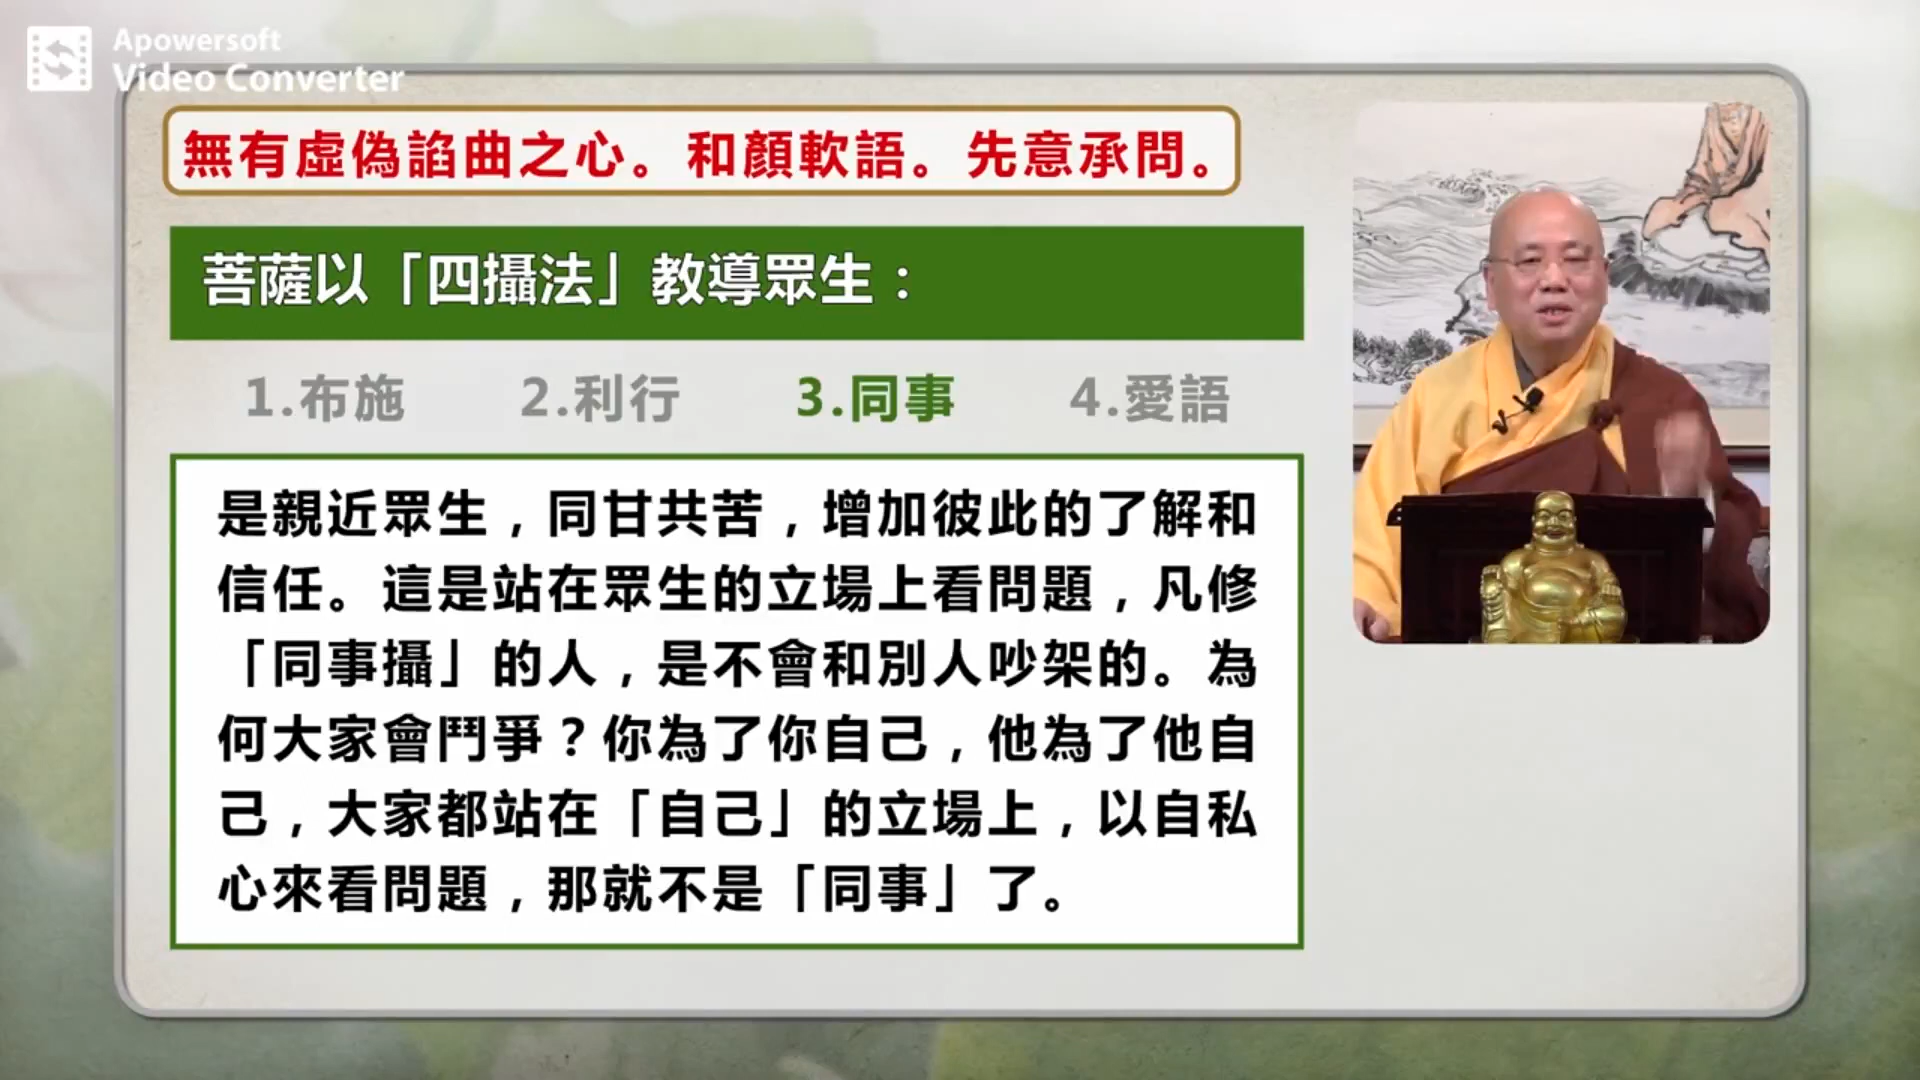 Apowersoft
Video Converter
無有虛偽諂曲之心。和顏軟語。先意承問。
菩薩以「四攝法」教導眾生：
1.布施 2.利行 3.同事 4.愛語
是親近眾生，同甘共苦，增加彼此的了解和
信任。這是站在眾生的立場上看問題，凡修
「同事攝」的人，是不會和別人吵架的。為
何大家會鬥爭？你為了你自己，他為了他自
己，大家都站在「自己」的立場上，以自私
心來看問題，那就不是「同事」了。